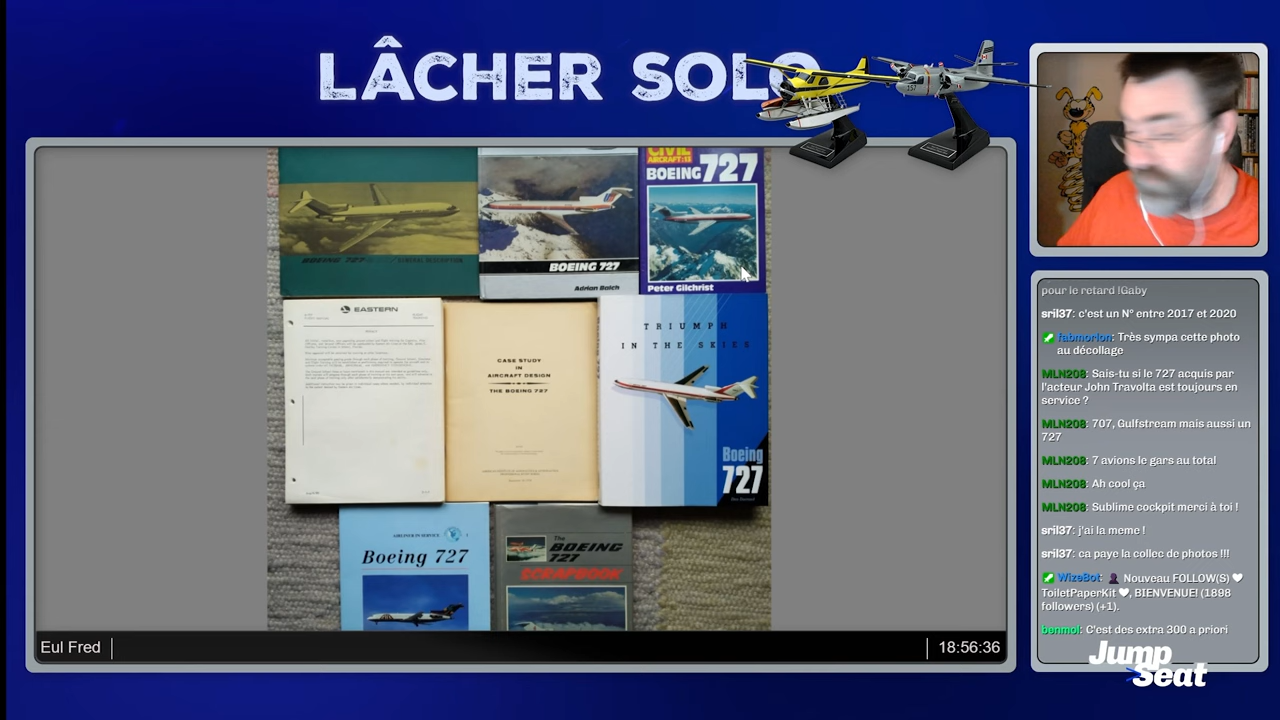 LÂCHER SOLO
CIVIL
AIRCRAFT:11
BOEING 727
BOEING 727
GENERAL DESCRIPTION
BOEING 727
Adrian Balch
Peter Gilchrist
EASTERN
CASE STUDY
IN
AIRCRAFT DESIGN
THE BOEING 727
TRIUMPH
IN THE SKIES
Boeing
727
AIRLINER IN SERVICE
Boeing 727
The
BOEING
727
SCRAPBOOK
Eul Fred
18:56:36
pour le retard !Gaby
sril37: c'est un N° entre 2017 et 2020
fabmorlon: Très sympa cette photo
au décollage
MLN208: Sais-tu si le 727 acquis par
l'acteur John Travolta est toujours en
service ?
MLN208: 707, Gulfstream mais aussi un
727
MLN208: 7 avions le gars au total
MLN208: Ah cool ça
MLN208: Sublime cockpit merci à toi !
sril37: j'ai la meme !
sril37: ca paye la collec de photos !!!
WizeBot: 👤 Nouveau FOLLOW(S) 🤍
ToiletPaperKit 🤍, BIENVENUE! (1898
followers) (+1).
benmol: C'est des extra 300 a priori
Jump
Seat